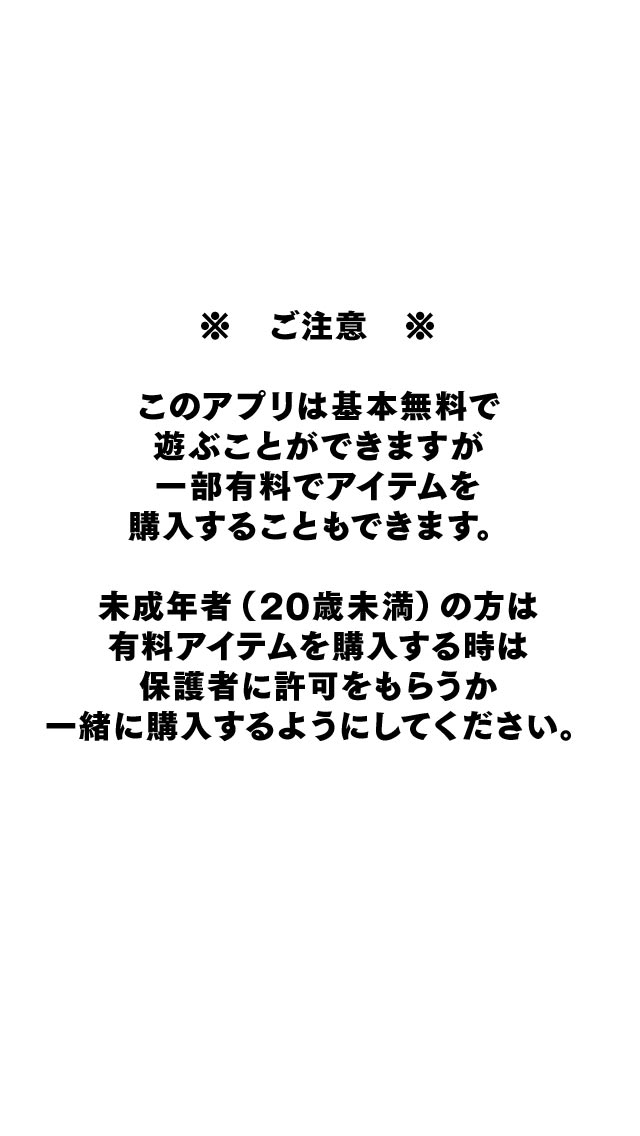 ※　ご注意　※
このアプリは基本無料で
遊ぶことができますが
一部有料でアイテムを
購入することもできます。
未成年者（20歳未満）の方は
有料アイテムを購入する時は
保護者に許可をもらうか
一緒に購入するようにしてください。